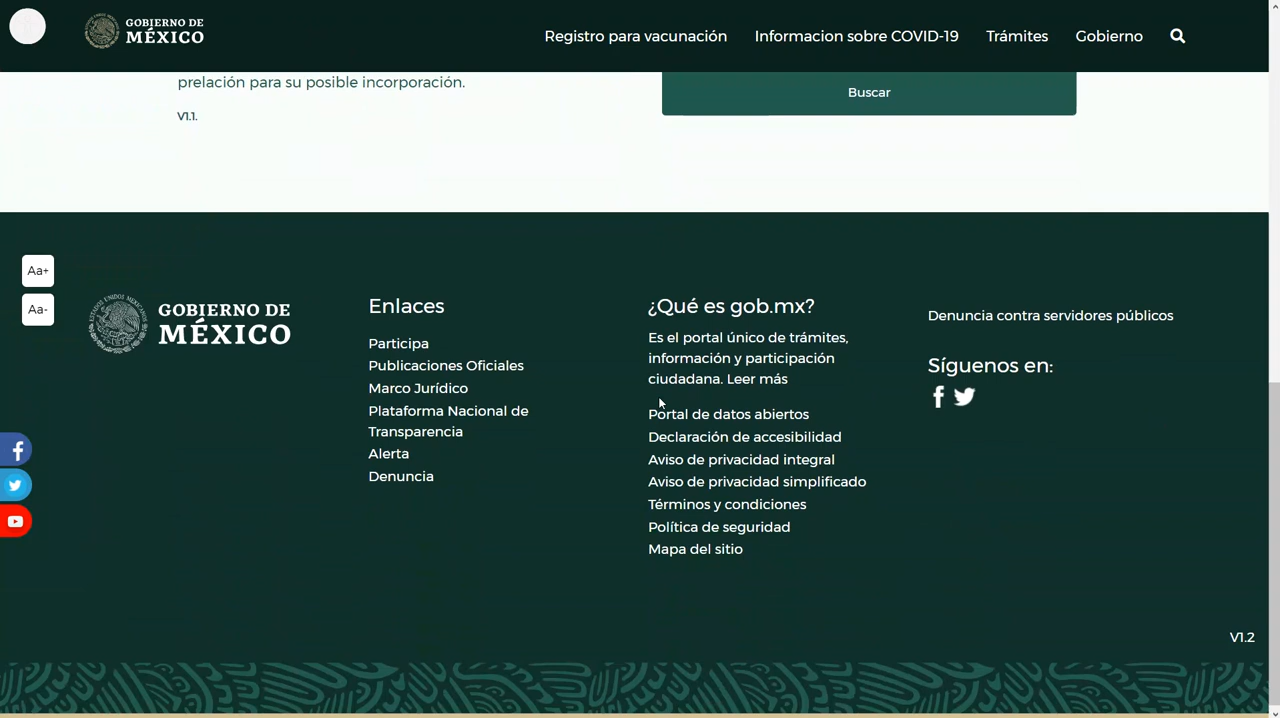 GOBIERNO DE
MÉXICO
Registro para vacunación
Informacion sobre COVID-19
Trámites
Gobierno
prelación para su posible incorporación.
V1.1.
Buscar
Aa+
Aa-
GOBIERNO DE
MÉXICO
Enlaces
Participa
Publicaciones Oficiales
Marco Jurídico
Plataforma Nacional de
Transparencia
Alerta
Denuncia
¿Qué es gob.mx?
Es el portal único de trámites,
información y participación
ciudadana. Leer más
Portal de datos abiertos
Declaración de accesibilidad
Aviso de privacidad integral
Aviso de privacidad simplificado
Términos y condiciones
Política de seguridad
Mapa del sitio
Denuncia contra servidores públicos
Síguenos en:
V1.2